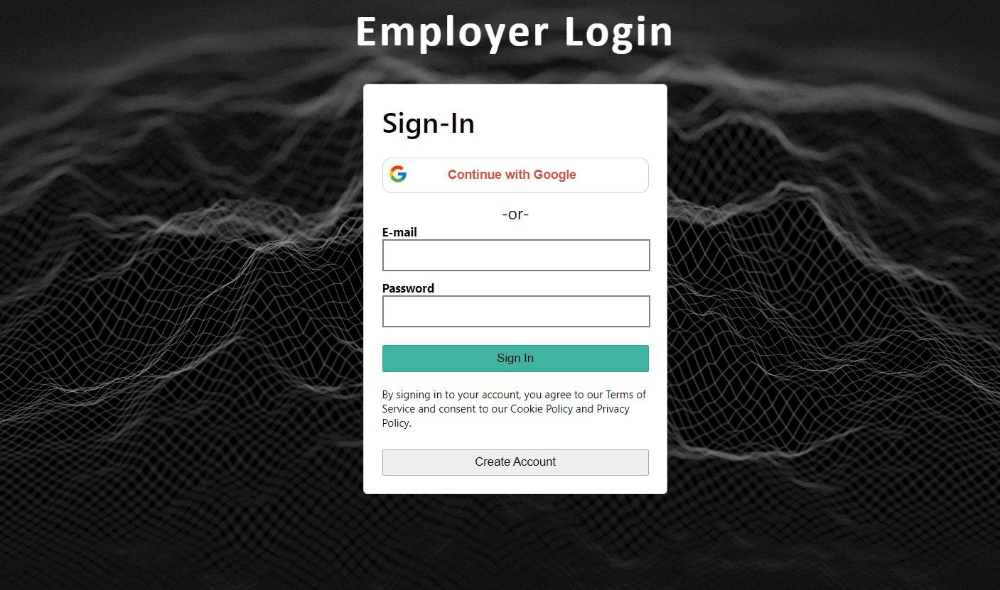 Employer Login
Sign-In
Continue with Google
-or-
E-mail
Password
Sign In
By signing in to your account, you agree to our Terms of
Service and consent to our Cookie Policy and Privacy
Policy.
Create Account